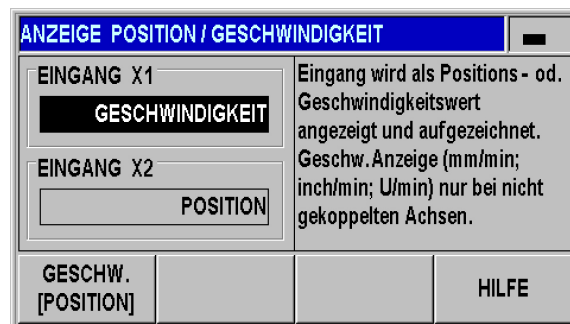 ANZEIGE POSITION / GESCHWINDIGKEIT
EINGANG X1
GESCHWINDIGKEIT
EINGANG X2
POSITION
Eingang wird als Positions - od.
Geschwindigkeitswert
angezeigt und aufgezeichnet.
Geschw.Anzeige (mm/min;
inch/min; U/min) nur bei nicht
gekoppelten Achsen.
GESCHW.
[POSITION]
HILFE